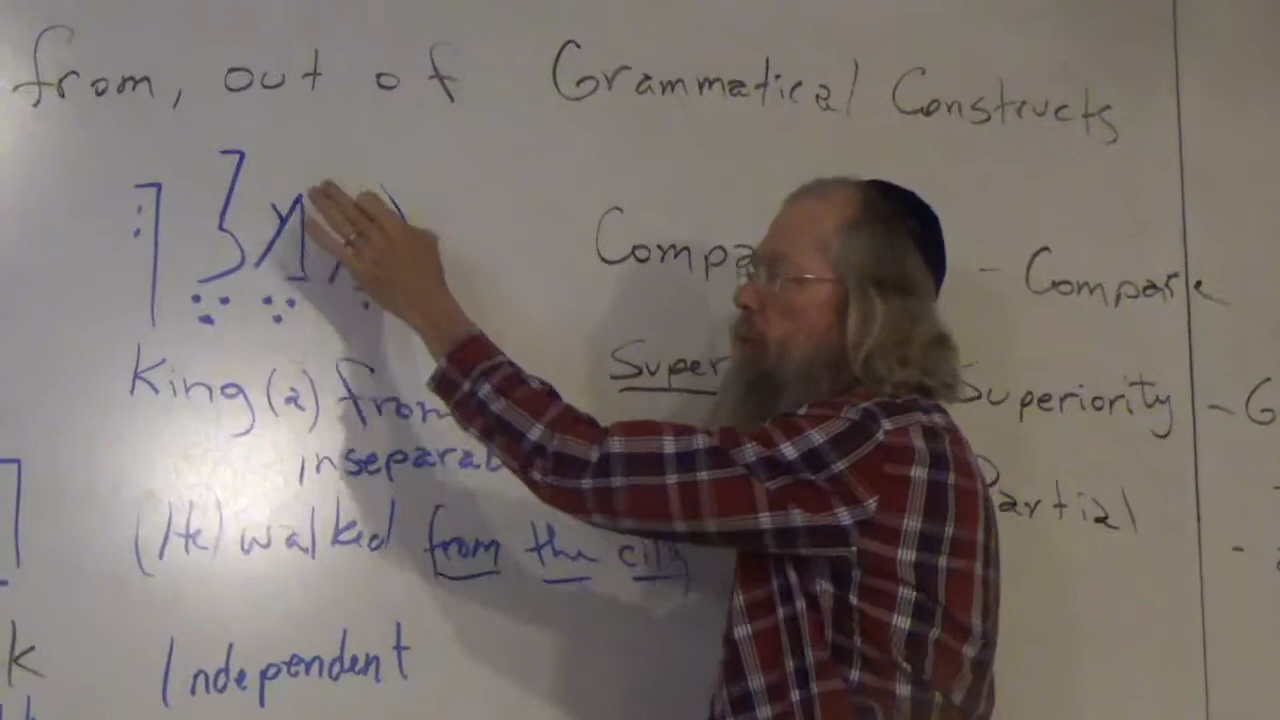 from, out of Grammatical Constructs
מֶלֶךְ
Compa - Compare
King (a) from
Super Superiority - G
inseparab
Partial
(He) walked from the city
k
Independent